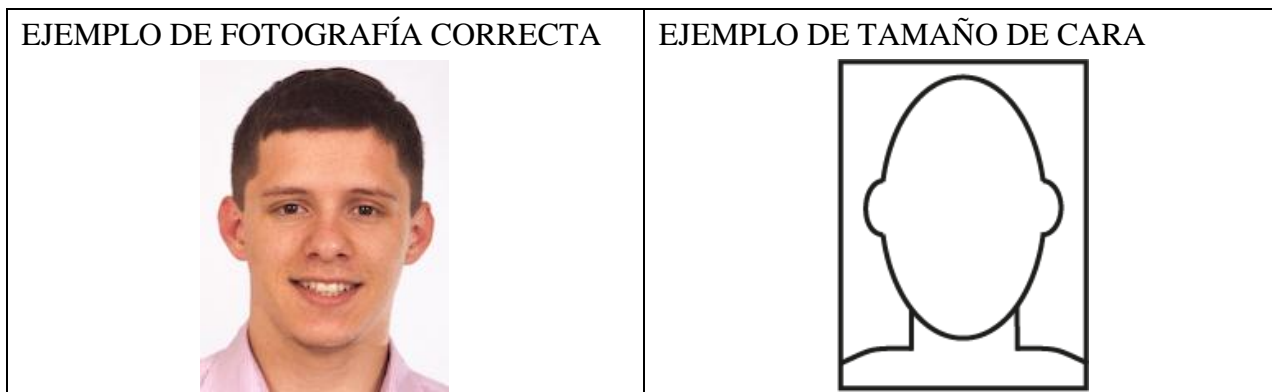 EJEMPLO DE FOTOGRAFÍA CORRECTA
EJEMPLO DE TAMAÑO DE CARA